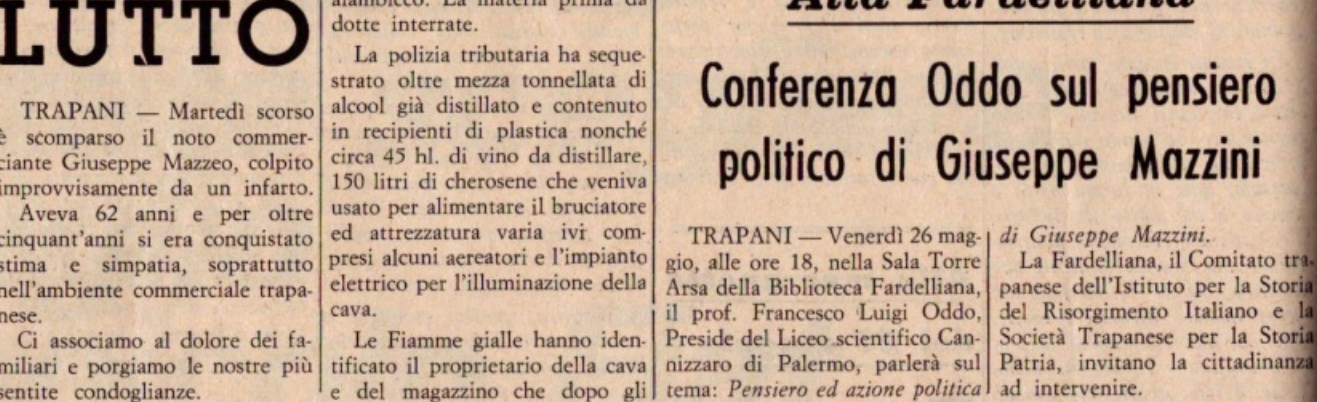 LUTTO
TRAPANI — Martedì scorso
è scomparso il noto commer-
ciante Giuseppe Mazzeo, colpito
improvvisamente da un infarto.
Aveva 62 anni e per oltre
cinquant'anni si era conquistato
stima e simpatia, soprattutto
nell'ambiente commerciale trapa-
nese.
Ci associamo al dolore dei fa-
miliari e porgiamo le nostre più
sentite condoglianze.
alambicco. La materia prima da
dotte interrate.
La polizia tributaria ha seque-
strato oltre mezza tonnellata di
alcool già distillato e contenuto
in recipienti di plastica nonché
circa 45 hl. di vino da distillare,
150 litri di cherosene che veniva
usato per alimentare il bruciatore
ed attrezzatura varia ivi com-
presi alcuni aereatori e l'impianto
elettrico per l'illuminazione della
cava.
Le Fiamme gialle hanno iden-
tificato il proprietario della cava
e del magazzino che dopo gli
Alla Fardelliana
Conferenza Oddo sul pensiero
politico di Giuseppe Mazzini
TRAPANI — Venerdì 26 mag-
gio, alle ore 18, nella Sala Torre
Arsa della Biblioteca Fardelliana,
il prof. Francesco Luigi Oddo,
Preside del Liceo scientifico Can-
nizzaro di Palermo, parlerà sul
tema: Pensiero ed azione politica
di Giuseppe Mazzini.
La Fardelliana, il Comitato tra-
panese dell'Istituto per la Storia
del Risorgimento Italiano e la
Società Trapanese per la Storia
Patria, invitano la cittadinanza
ad intervenire.